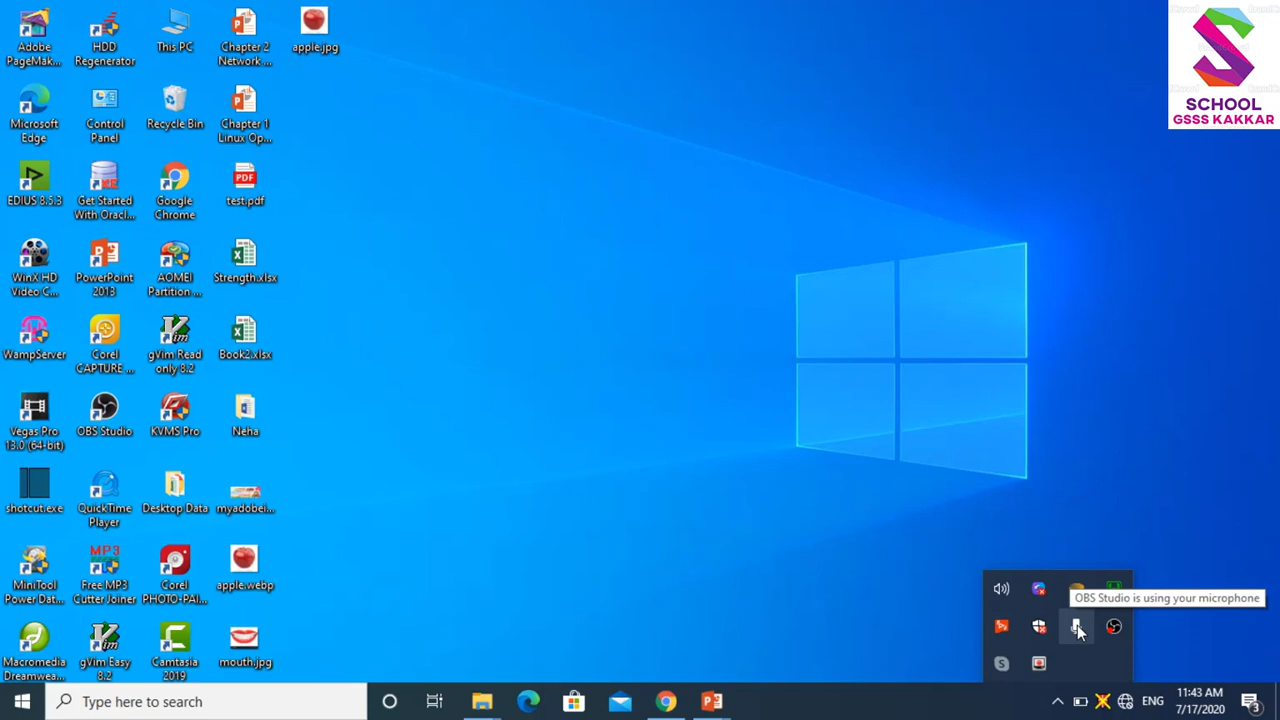 Adobe
PageMak...
HDD
Regenerator
This PC
Chapter 2
Network....
apple.jpg
Microsoft
Edge
Control
Panel
Recycle Bin
Chapter 1
Linux Op...
EDIUS 8.5.3
Get Started
With Oracl...
Google
Chrome
PDF
test.pdf
WinX HD
Video C...
PowerPoint
2013
AOMEI
Partition ...
Strength.xlsx
WampServer
Corel
CAPTURE ...
gVim Read
only 8.2
Book2.xlsx
Vegas Pro
13.0 (64-bit)
OBS Studio
KVMS Pro
Neha
shotcut.exe
QuickTime
Player
Desktop Data
myadobei...
MiniTool
Power Dat...
MP3
Free MP3
Cutter Joiner
Corel
PHOTO-PAI...
apple.webp
Macromedia
Dreamwea...
gVim Easy
8.2
Camtasia
2019
mouth.jpg
SCHOOL
GSSS KAKKAR
OBS Studio is using your microphone
Type here to search
ENG
11:43 AM
7/17/2020
3